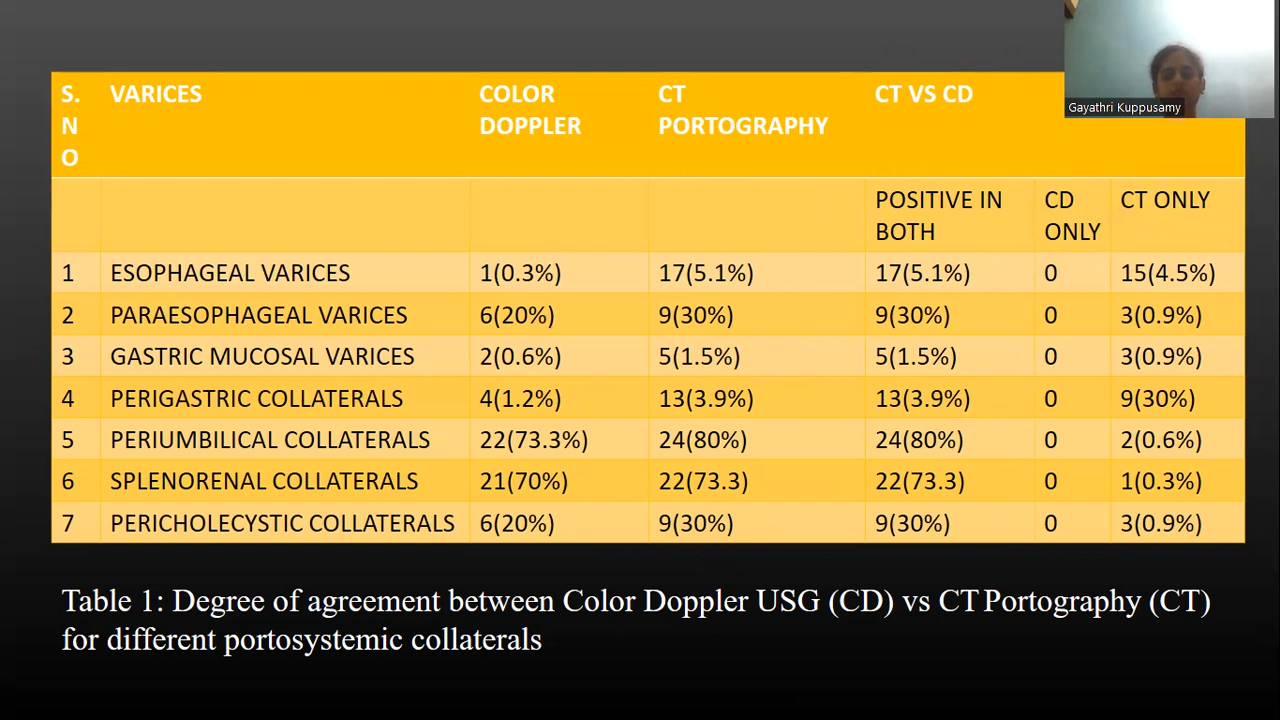 S. VARICES COLOR CT CT VS CD
N DOPPLER PORTOGRAPHY
O
Gayathri Kuppusamy
POSITIVE IN CD CT ONLY
BOTH ONLY
1 ESOPHAGEAL VARICES 1(0.3%) 17(5.1%) 17(5.1%) 0 15(4.5%)
2 PARAESOPHAGEAL VARICES 6(20%) 9(30%) 9(30%) 0 3(0.9%)
3 GASTRIC MUCOSAL VARICES 2(0.6%) 5(1.5%) 5(1.5%) 0 3(0.9%)
4 PERIGASTRIC COLLATERALS 4(1.2%) 13(3.9%) 13(3.9%) 0 9(30%)
5 PERIUMBILICAL COLLATERALS 22(73.3%) 24(80%) 24(80%) 0 2(0.6%)
6 SPLENORENAL COLLATERALS 21(70%) 22(73.3) 22(73.3) 0 1(0.3%)
7 PERICHOLECYSTIC COLLATERALS 6(20%) 9(30%) 9(30%) 0 3(0.9%)
Table 1: Degree of agreement between Color Doppler USG (CD) vs CT Portography (CT)
for different portosystemic collaterals